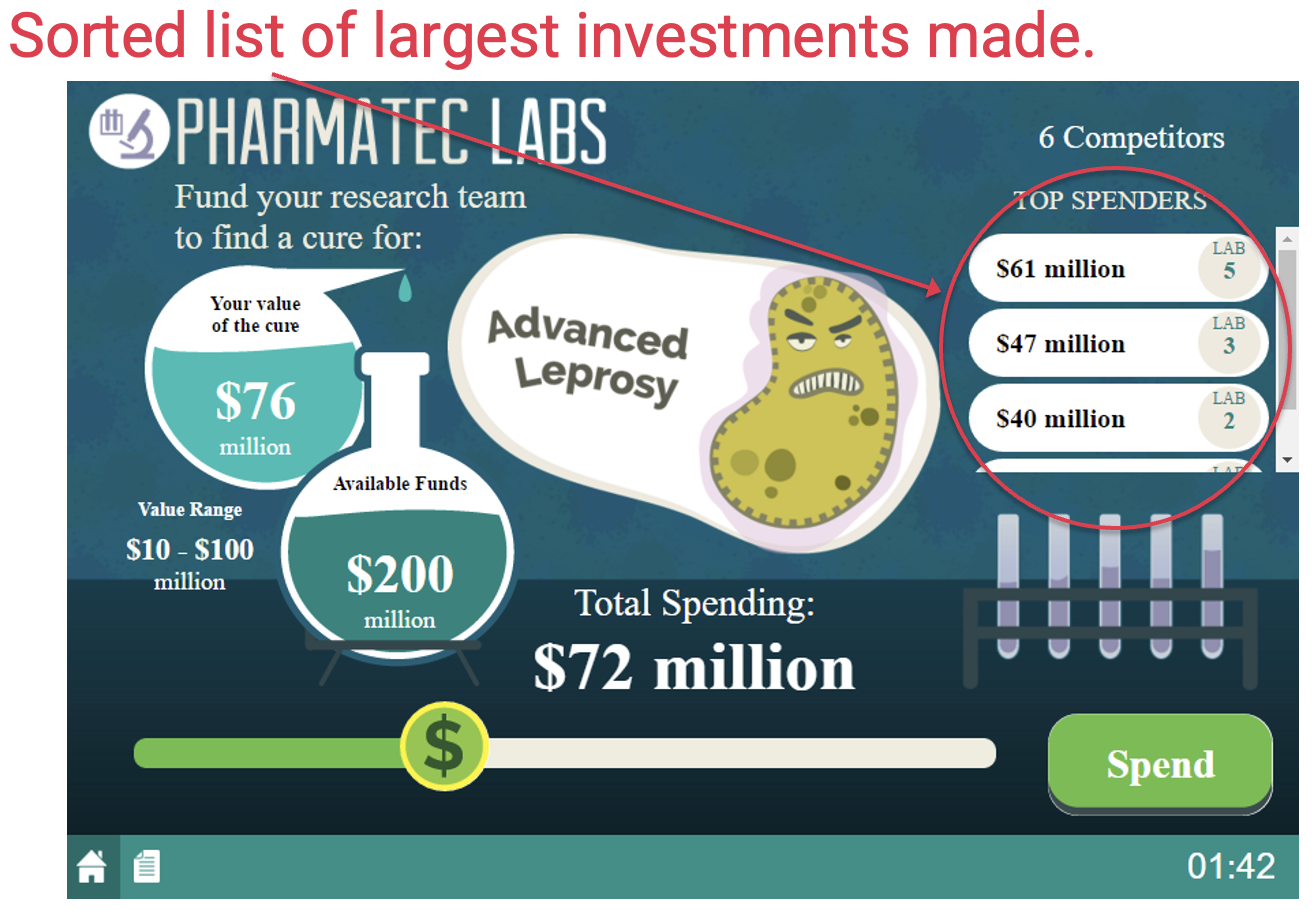 Sorted list of largest investments made.
PHARMATEC LABS
Fund your research team
to find a cure for:
6 Competitors
TOP SPENDERS
$61 million
LAB
5
$47 million
LAB
3
$40 million
LAB
2
LAB
Your value
of the cure
$76
million
Advanced
Leprosy
Available Funds
$200
million
Value Range
$10 - $100
million
Total Spending:
$72 million
$
Spend
01:42